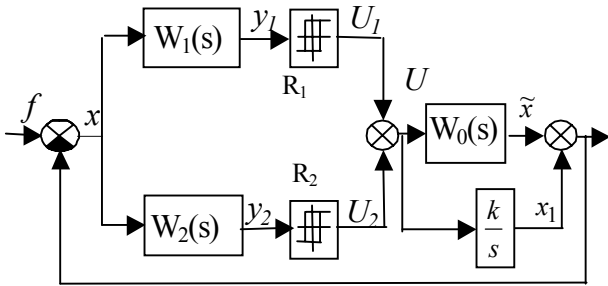 W₁(s)
y₁
U₁
R₁
U
f
x
W₀(s)
x̃
R₂
W₂(s)
y₂
U₂
k
s
x₁